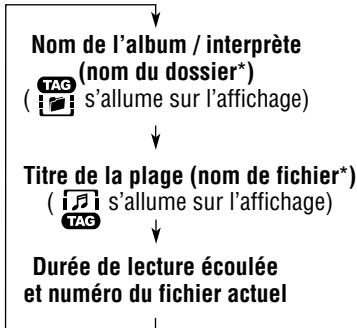 Nom de l'album / interprète
(nom du dossier*)
( TAG s'allume sur l'affichage)
Titre de la plage (nom de fichier*)
( s'allume sur l'affichage)
TAG
Durée de lecture écoulée
et numéro du fichier actuel